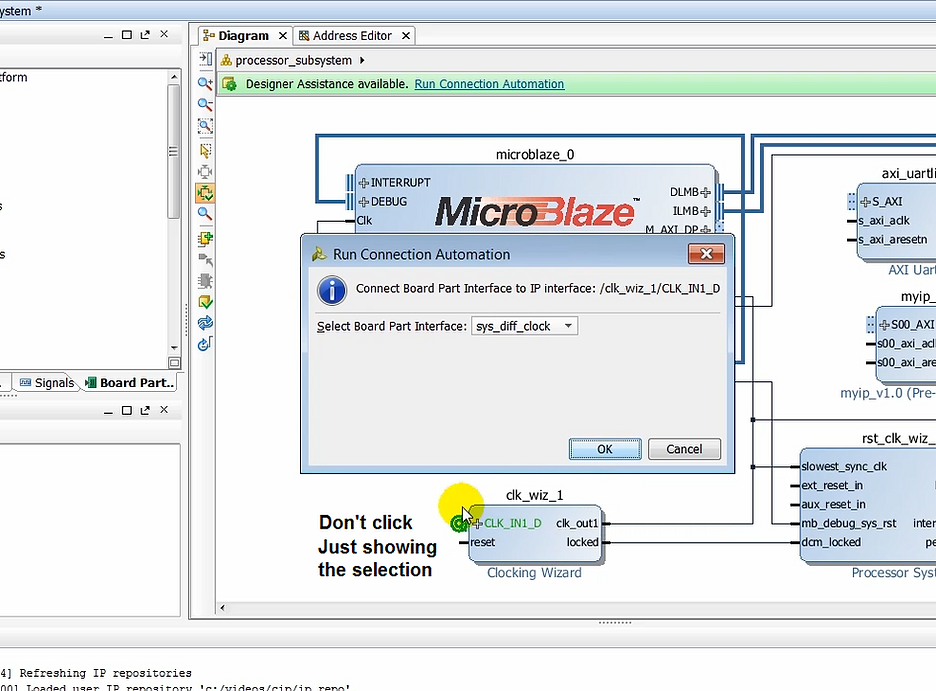 ystem *
Diagram
Address Editor
tform
processor_subsystem
Designer Assistance available. Run Connection Automation
s
s
microblaze_0
INTERRUPT
DEBUG
Clk
MicroBlaze™
DLMB
ILMB
M_AXI_DP
axi_uartli
S_AXI
s_axi_aclk
s_axi_aresetn
AXI Uart
Run Connection Automation
Connect Board Part Interface to IP interface: /clk_wiz_1/CLK_IN1_D
Select Board Part Interface: sys_diff_clock
OK
Cancel
myip_
S00_AXI
s00_axi_acl
s00_axi_are
myip_v1.0 (Pre-
Signals
Board Part..
rst_clk_wiz_
slowest_sync_clk
ext_reset_in
aux_reset_in
mb_debug_sys_rst
inter
dcm_locked
pe
Processor Syst
clk_wiz_1
CLK_IN1_D
clk_out1
reset
locked
Clocking Wizard
Don't click
Just showing
the selection
4] Refreshing IP repositories
00] Loaded user IP repository 'c:/videos/cip/ip_repo'